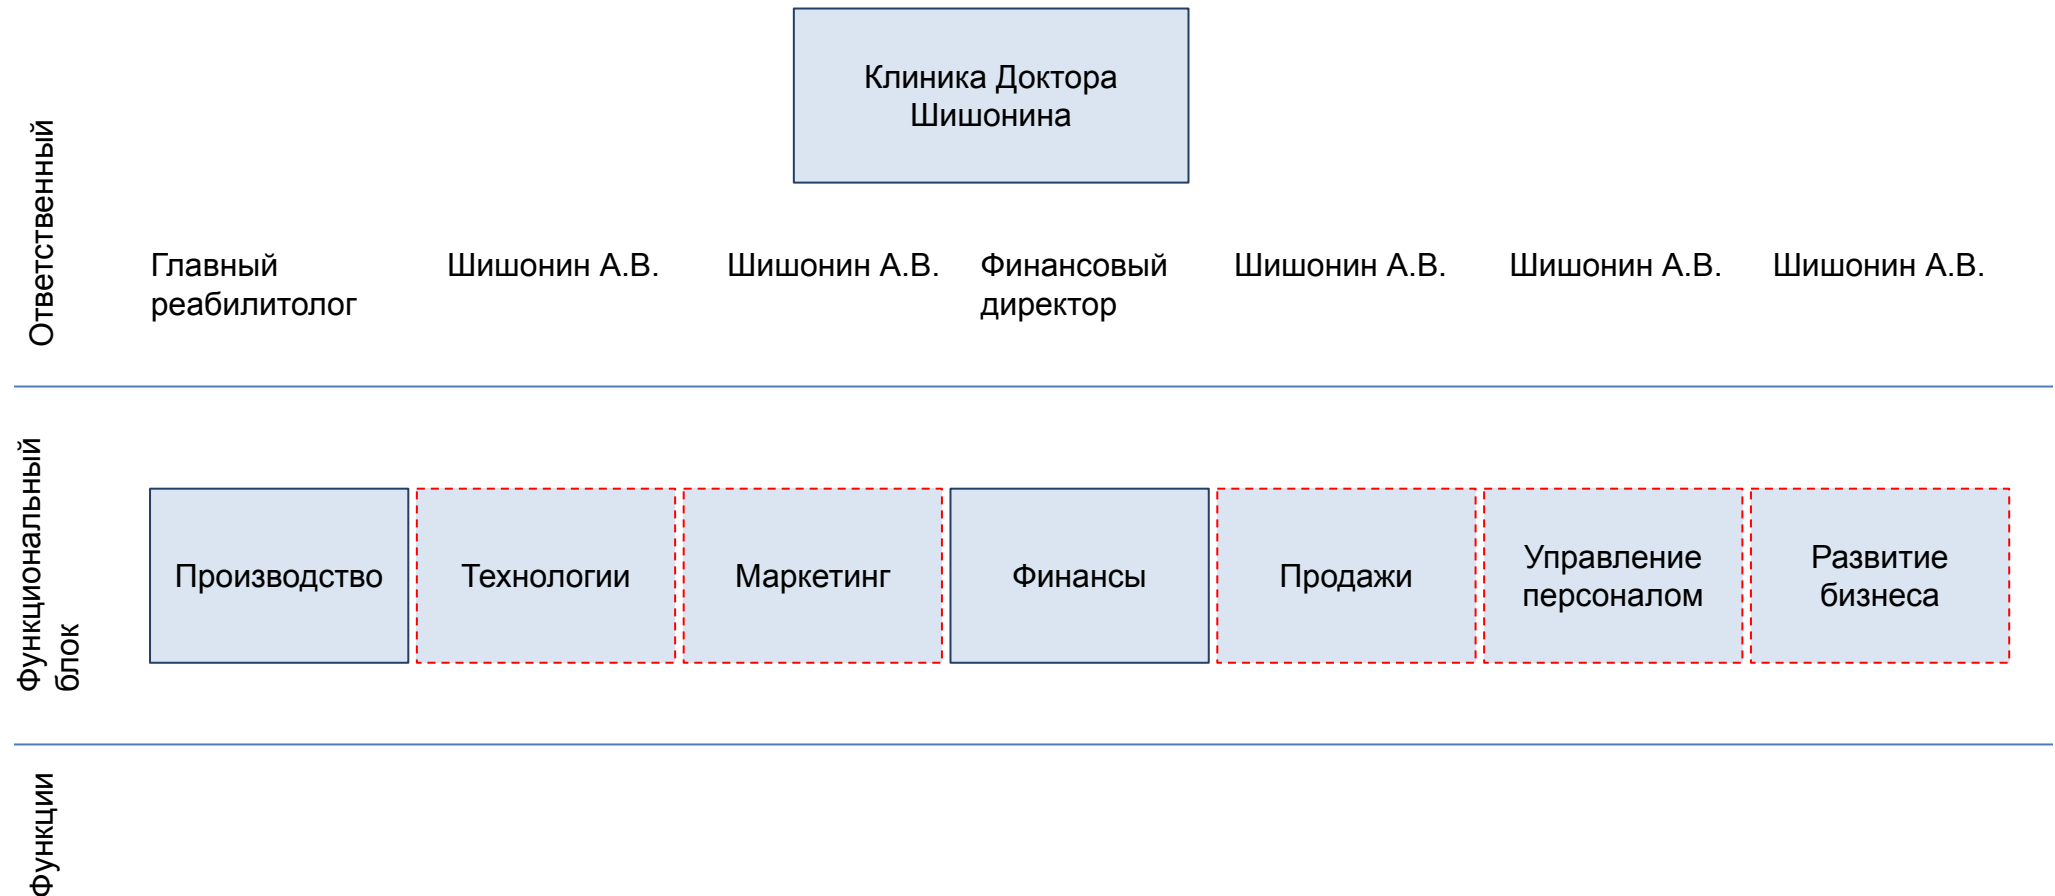 Клиника Доктора
Шишонина
Ответственный
Главный
реабилитолог
Шишонин А.В.
Шишонин А.В.
Финансовый
директор
Шишонин А.В.
Шишонин А.В.
Шишонин А.В.
Функциональный
блок
Производство
Технологии
Маркетинг
Финансы
Продажи
Управление
персоналом
Развитие
бизнеса
Функции